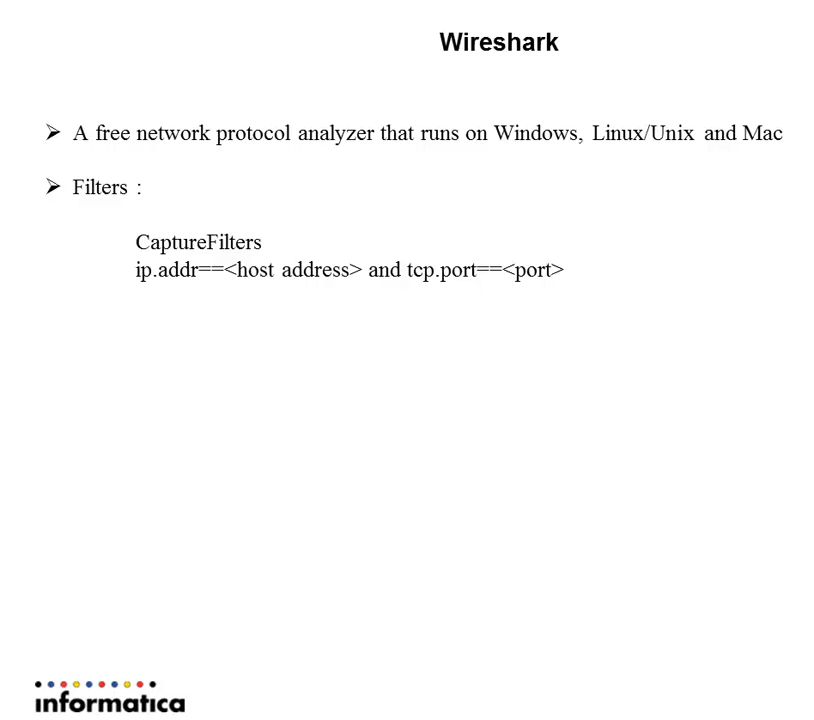 Wireshark
➢ A free network protocol analyzer that runs on Windows, Linux/Unix and Mac
➢ Filters :
CaptureFilters
ip.addr==<host address> and tcp.port==<port>
informatica